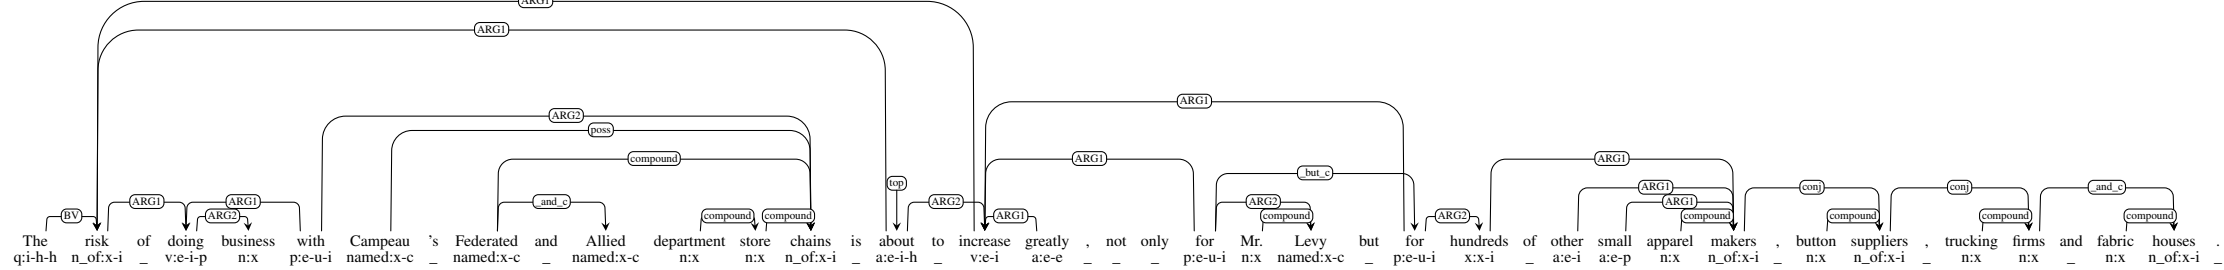 ARG1
ARG1
ARG1
ARG2
poss
compound ARG1 ARG1
_but_c
top
ARG1 conj conj _and_c
ARG1 ARG1 _and_c ARG2 ARG2 ARG1
BV ARG2 compound compound ARG1 compound ARG2 compound compound compound compound
The risk of doing business with Campeau 's Federated and Allied department store chains is about to increase greatly , not only for Mr. Levy but for hundreds of other small apparel makers , button suppliers , trucking firms and fabric houses .
q:i-h-h n_of:x-i _ v:e-i-p n:x p:e-u-i named:x-c _ named:x-c _ named:x-c n:x n:x n_of:x-i _ a:e-i-h _ v:e-i a:e-e _ _ _ p:e-u-i n:x named:x-c _ p:e-u-i x:x-i _ a:e-i a:e-p n:x n_of:x-i _ n:x n_of:x-i _ n:x n:x _ n:x n_of:x-i _